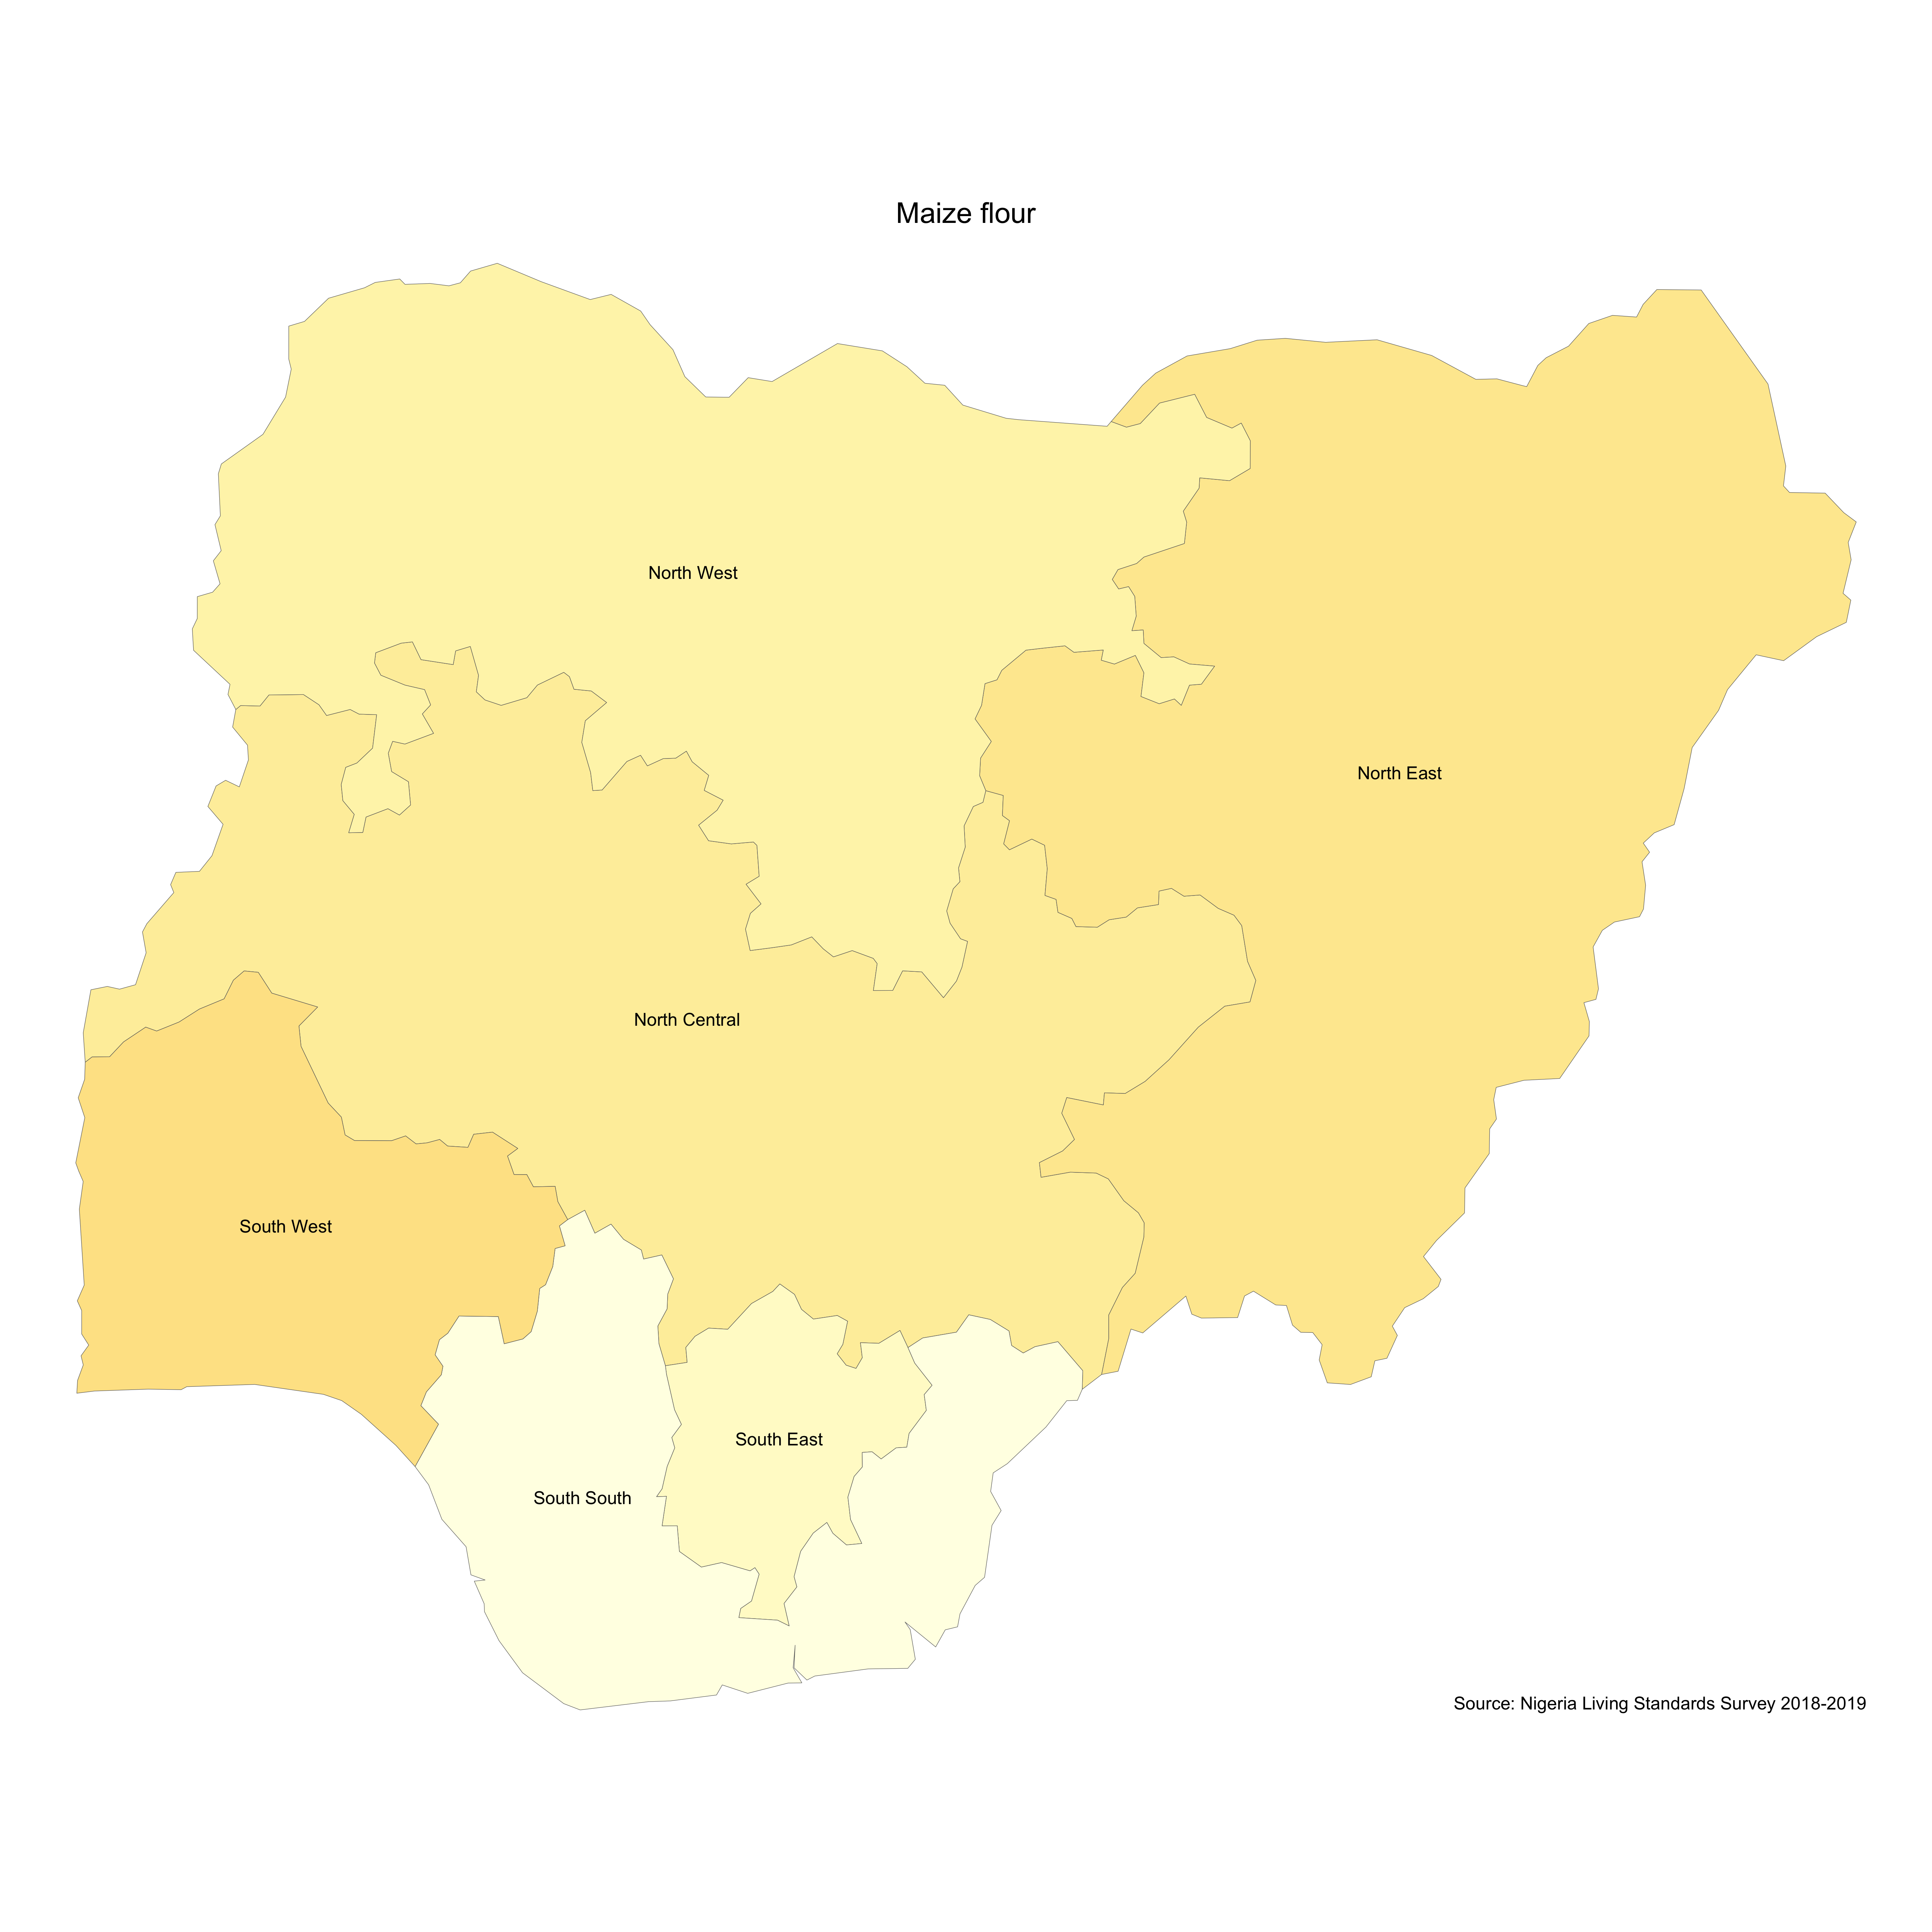 Maize flour
North West
North East
North Central
South West
South East
South South
Source: Nigeria Living Standards Survey 2018-2019